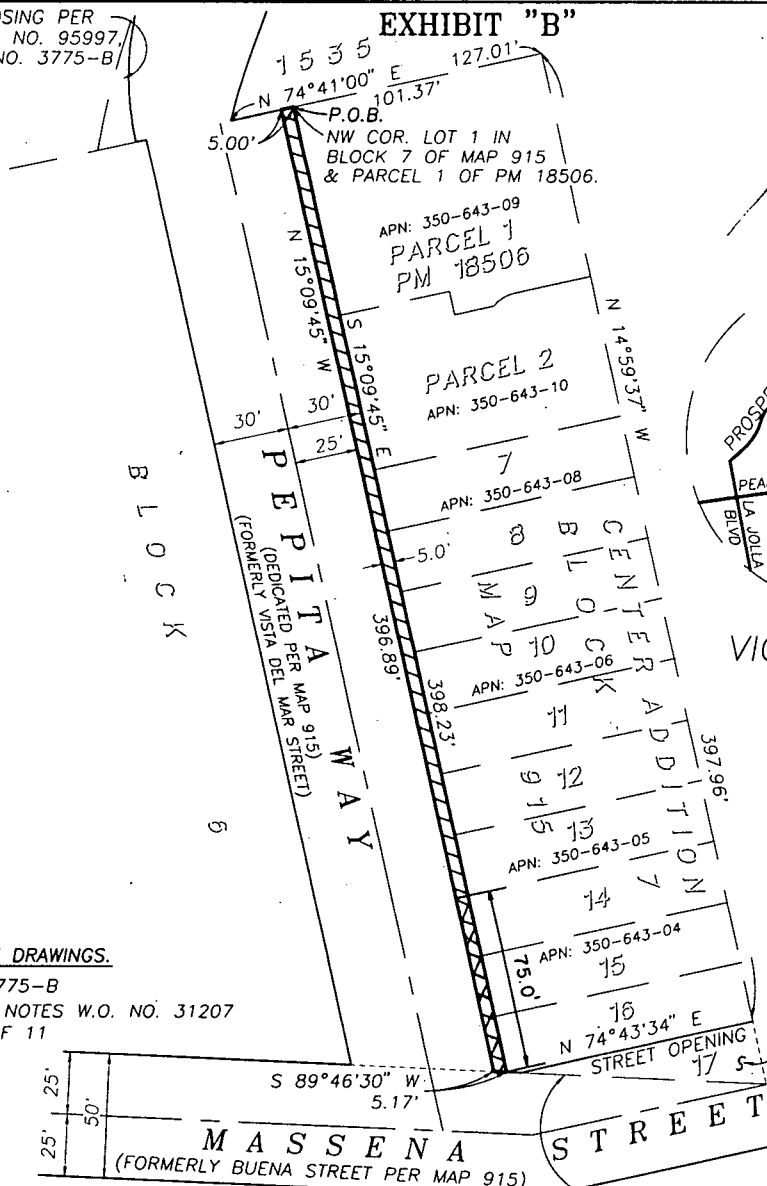 EXHIBIT "B"
OSING PER
NO. 95997,
NO. 3775-B
1535
N 74°41'00" E
127.01'
101.37'
P.O.B.
5.00'
NW COR. LOT 1 IN
BLOCK 7 OF MAP 915
& PARCEL 1 OF PM 18506.
APN: 350-643-09
PARCEL 1
PM 18506
N 15°09'45" W
S 15°09'45" E
N 14°59'37" W
PARCEL 2
APN: 350-643-10
30'
30'
25'
7
APN: 350-643-08
8
5.0'
9
10
APN: 350-643-06
11
12
13
APN: 350-643-05
14
APN: 350-643-04
15
16
17
CENTER ADDITION
BLOCK 7
MAP 915
396.89'
398.23'
397.96'
75.0'
BLOCK
6
PEPITA WAY
(DEDICATED PER MAP 915)
(FORMERLY VISTA DEL MAR STREET)
PROSPE
PEA
LA JOLLA
BLVD
VIC
DRAWINGS.
775-B
NOTES W.O. NO. 31207
F 11
N 74°43'34" E
STREET OPENING
S
S 89°46'30" W
5.17'
25'
50'
25'
MASSENA STREET
(FORMERLY BUENA STREET PER MAP 915)